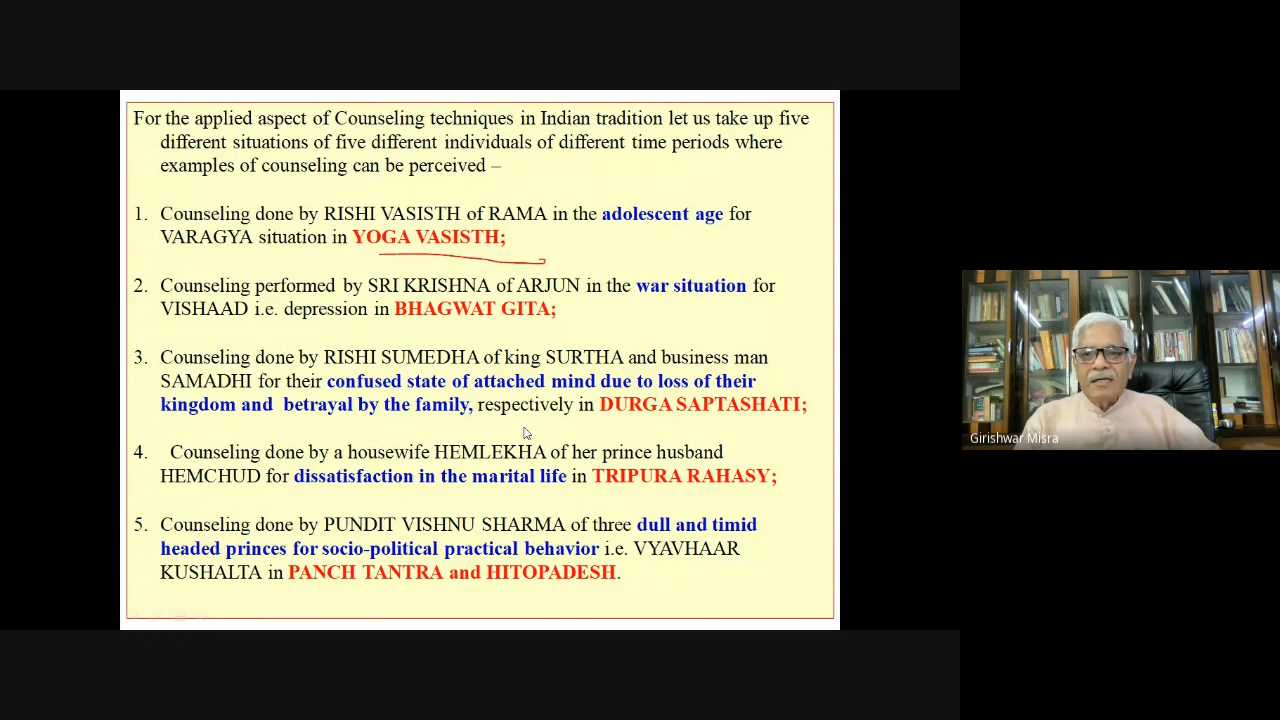 For the applied aspect of Counseling techniques in Indian tradition let us take up five
different situations of five different individuals of different time periods where
examples of counseling can be perceived –
1. Counseling done by RISHI VASISTH of RAMA in the adolescent age for
VARAGYA situation in YOGA VASISTH;
2. Counseling performed by SRI KRISHNA of ARJUN in the war situation for
VISHAAD i.e. depression in BHAGWAT GITA;
3. Counseling done by RISHI SUMEDHA of king SURTHA and business man
SAMADHI for their confused state of attached mind due to loss of their
kingdom and betrayal by the family, respectively in DURGA SAPTASHATI;
4. Counseling done by a housewife HEMLEKHA of her prince husband
HEMCHUD for dissatisfaction in the marital life in TRIPURA RAHASY;
5. Counseling done by PUNDIT VISHNU SHARMA of three dull and timid
headed princes for socio-political practical behavior i.e. VYAVHAAR
KUSHALTA in PANCH TANTRA and HITOPADESH.
Girishwar Misra